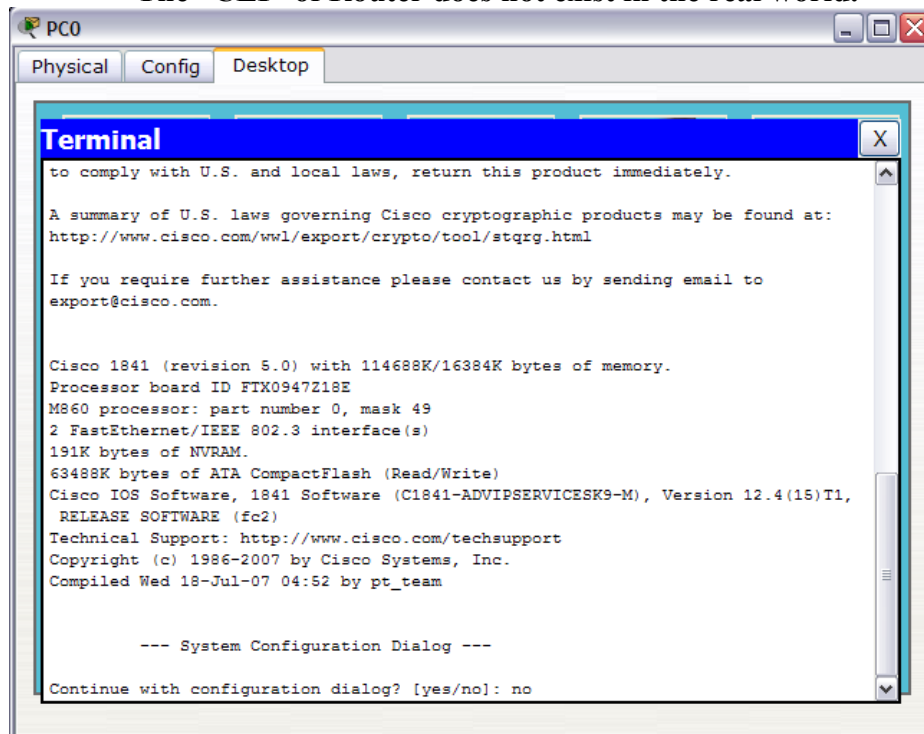 of Router does not exist in the real world.
PC0
Physical Config Desktop
Terminal X
to comply with U.S. and local laws, return this product immediately.
A summary of U.S. laws governing Cisco cryptographic products may be found at:
http://www.cisco.com/wwl/export/crypto/tool/stqrg.html
If you require further assistance please contact us by sending email to
export@cisco.com.
Cisco 1841 (revision 5.0) with 114688K/16384K bytes of memory.
Processor board ID FTX0947Z18E
M860 processor: part number 0, mask 49
2 FastEthernet/IEEE 802.3 interface(s)
191K bytes of NVRAM.
63488K bytes of ATA CompactFlash (Read/Write)
Cisco IOS Software, 1841 Software (C1841-ADVIPSERVICESK9-M), Version 12.4(15)T1,
RELEASE SOFTWARE (fc2)
Technical Support: http://www.cisco.com/techsupport
Copyright (c) 1986-2007 by Cisco Systems, Inc.
Compiled Wed 18-Jul-07 04:52 by pt_team
--- System Configuration Dialog ---
Continue with configuration dialog? [yes/no]: no